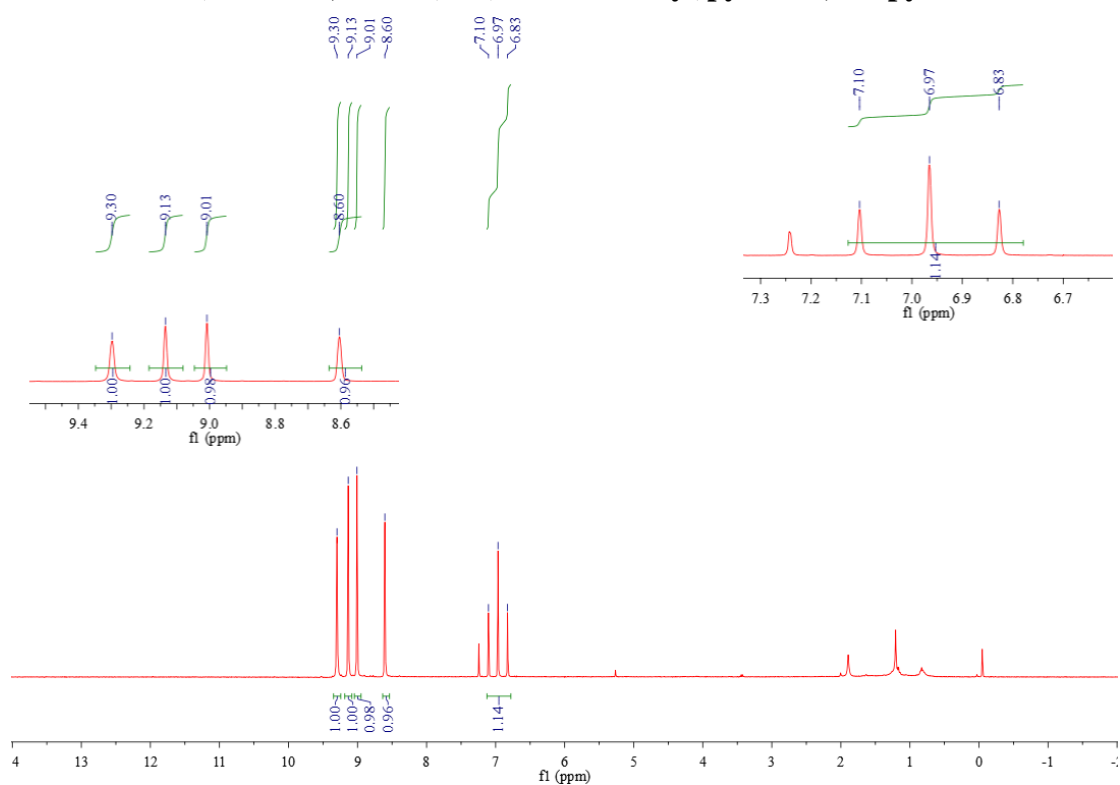 9.30 9.13 9.01 8.60 7.10 6.97 6.83
7.10 6.97 6.83
9.30 9.13 9.01 8.60
1.14
7.3 7.2 7.1 7.0 6.9 6.8 6.7
f1 (ppm)
1.00 1.00 0.98 0.96
9.4 9.2 9.0 8.8 8.6
f1 (ppm)
1.00 1.00 0.98 0.96 1.14
4 13 12 11 10 9 8 7 6 5 4 3 2 1 0 -1 -2
f1 (ppm)